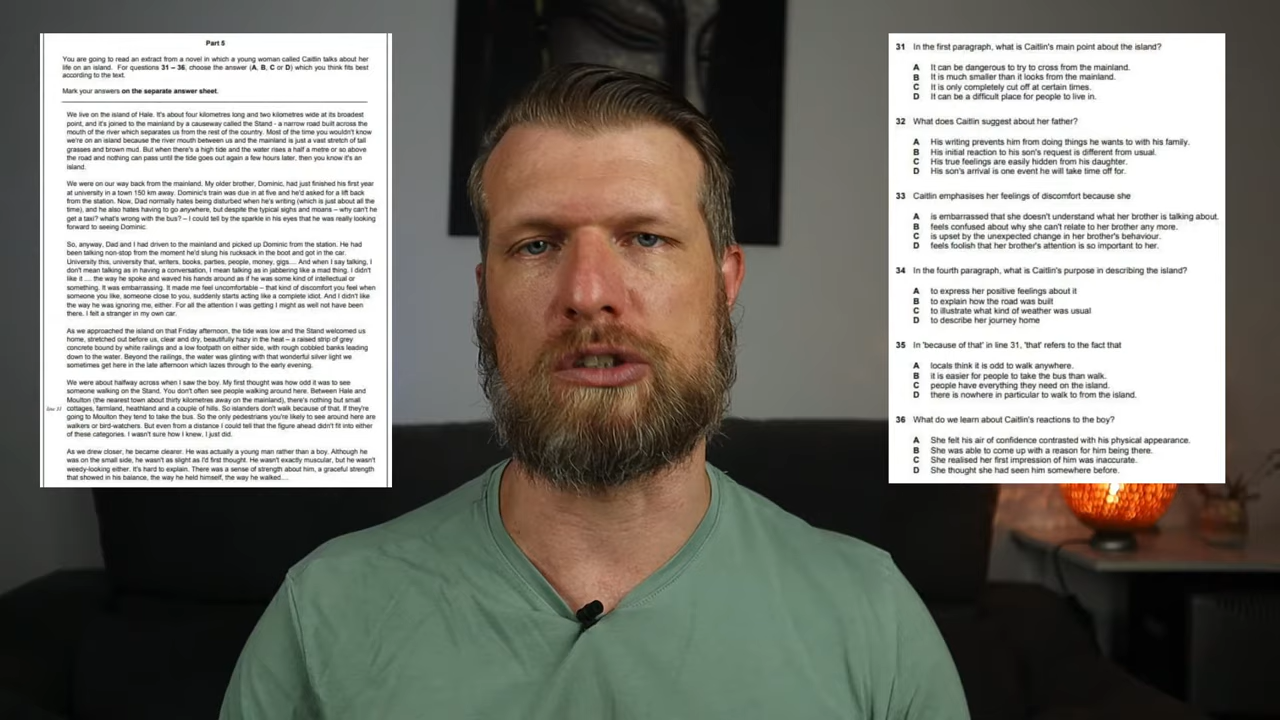 Part 5
You are going to read an extract from a novel in which a young woman called Caitlin talks about her
life on an island. For questions 31 – 36, choose the answer (A, B, C or D) which you think fits best
according to the text.
Mark your answers on the separate answer sheet.
We live on the island of Hale. It's about four kilometres long and two kilometres wide at its broadest
point, and it's joined to the mainland by a causeway called the Stand - a narrow road built across the
mouth of the river which separates us from the rest of the country. Most of the time you wouldn't know
we're on an island because the river mouth between us and the mainland is just a vast stretch of tall
grasses and brown mud. But when there's a high tide and the water rises a half a metre or so above
the road and nothing can pass until the tide goes out again a few hours later, then you know it's an
island.
We were on our way back from the mainland. My older brother, Dominic, had just finished his first year
at university in a town 150 km away. Dominic's train was due in at five and he'd asked for a lift back
from the station. Now, Dad normally hates being disturbed when he's writing (which is just about all the
time), and he also hates having to go anywhere, but despite the typical sighs and moans – why can't he
get a taxi? what's wrong with the bus? – I could tell by the sparkle in his eyes that he was really looking
forward to seeing Dominic.
So, anyway, Dad and I had driven to the mainland and picked up Dominic from the station. He had
been talking non-stop from the moment he'd slung his rucksack in the boot and got in the car.
University this, university that, writers, books, parties, people, money, gigs.... And when I say talking, I
don't mean talking as in having a conversation, I mean talking as in jabbering like a mad thing. I didn't
like it .... the way he spoke and waved his hands around as if he was some kind of intellectual or
something. It was embarrassing. It made me feel uncomfortable – that kind of discomfort you feel when
someone you like, someone close to you, suddenly starts acting like a complete idiot. And I didn't like
the way he was ignoring me, either. For all the attention I was getting I might as well not have been
there. I felt a stranger in my own car.
As we approached the island on that Friday afternoon, the tide was low and the Stand welcomed us
home, stretched out before us, clear and dry, beautifully hazy in the heat – a raised strip of grey
concrete bound by white railings and a low footpath on either side, with rough cobbled banks leading
down to the water. Beyond the railings, the water was glinting with that wonderful silver light we
sometimes get here in the late afternoon which lazes through to the early evening.
We were about halfway across when I saw the boy. My first thought was how odd it was to see
someone walking on the Stand. You don't often see people walking around here. Between Hale and
Moulton (the nearest town about thirty kilometres away on the mainland), there's nothing but small
line 31 cottages, farmland, heathland and a couple of hills. So islanders don't walk because of that. If they're
going to Moulton they tend to take the bus. So the only pedestrians you're likely to see around here are
walkers or bird-watchers. But even from a distance I could tell that the figure ahead didn't fit into either
of these categories. I wasn't sure how I knew, I just did.
As we drew closer, he became clearer. He was actually a young man rather than a boy. Although he
was on the small side, he wasn't as slight as I'd first thought. He wasn't exactly muscular, but he wasn't
weedy-looking either. It's hard to explain. There was a sense of strength about him, a graceful strength
that showed in his balance, the way he held himself, the way he walked....
31 In the first paragraph, what is Caitlin's main point about the island?
A It can be dangerous to try to cross from the mainland.
B It is much smaller than it looks from the mainland.
C It is only completely cut off at certain times.
D It can be a difficult place for people to live in.
32 What does Caitlin suggest about her father?
A His writing prevents him from doing things he wants to with his family.
B His initial reaction to his son's request is different from usual.
C His true feelings are easily hidden from his daughter.
D His son's arrival is one event he will take time off for.
33 Caitlin emphasises her feelings of discomfort because she
A is embarrassed that she doesn't understand what her brother is talking about.
B feels confused about why she can't relate to her brother any more.
C is upset by the unexpected change in her brother's behaviour.
D feels foolish that her brother's attention is so important to her.
34 In the fourth paragraph, what is Caitlin's purpose in describing the island?
A to express her positive feelings about it
B to explain how the road was built
C to illustrate what kind of weather was usual
D to describe her journey home
35 In 'because of that' in line 31, 'that' refers to the fact that
A locals think it is odd to walk anywhere.
B it is easier for people to take the bus than walk.
C people have everything they need on the island.
D there is nowhere in particular to walk to from the island.
36 What do we learn about Caitlin's reactions to the boy?
A She felt his air of confidence contrasted with his physical appearance.
B She was able to come up with a reason for him being there.
C She realised her first impression of him was inaccurate.
D She thought she had seen him somewhere before.